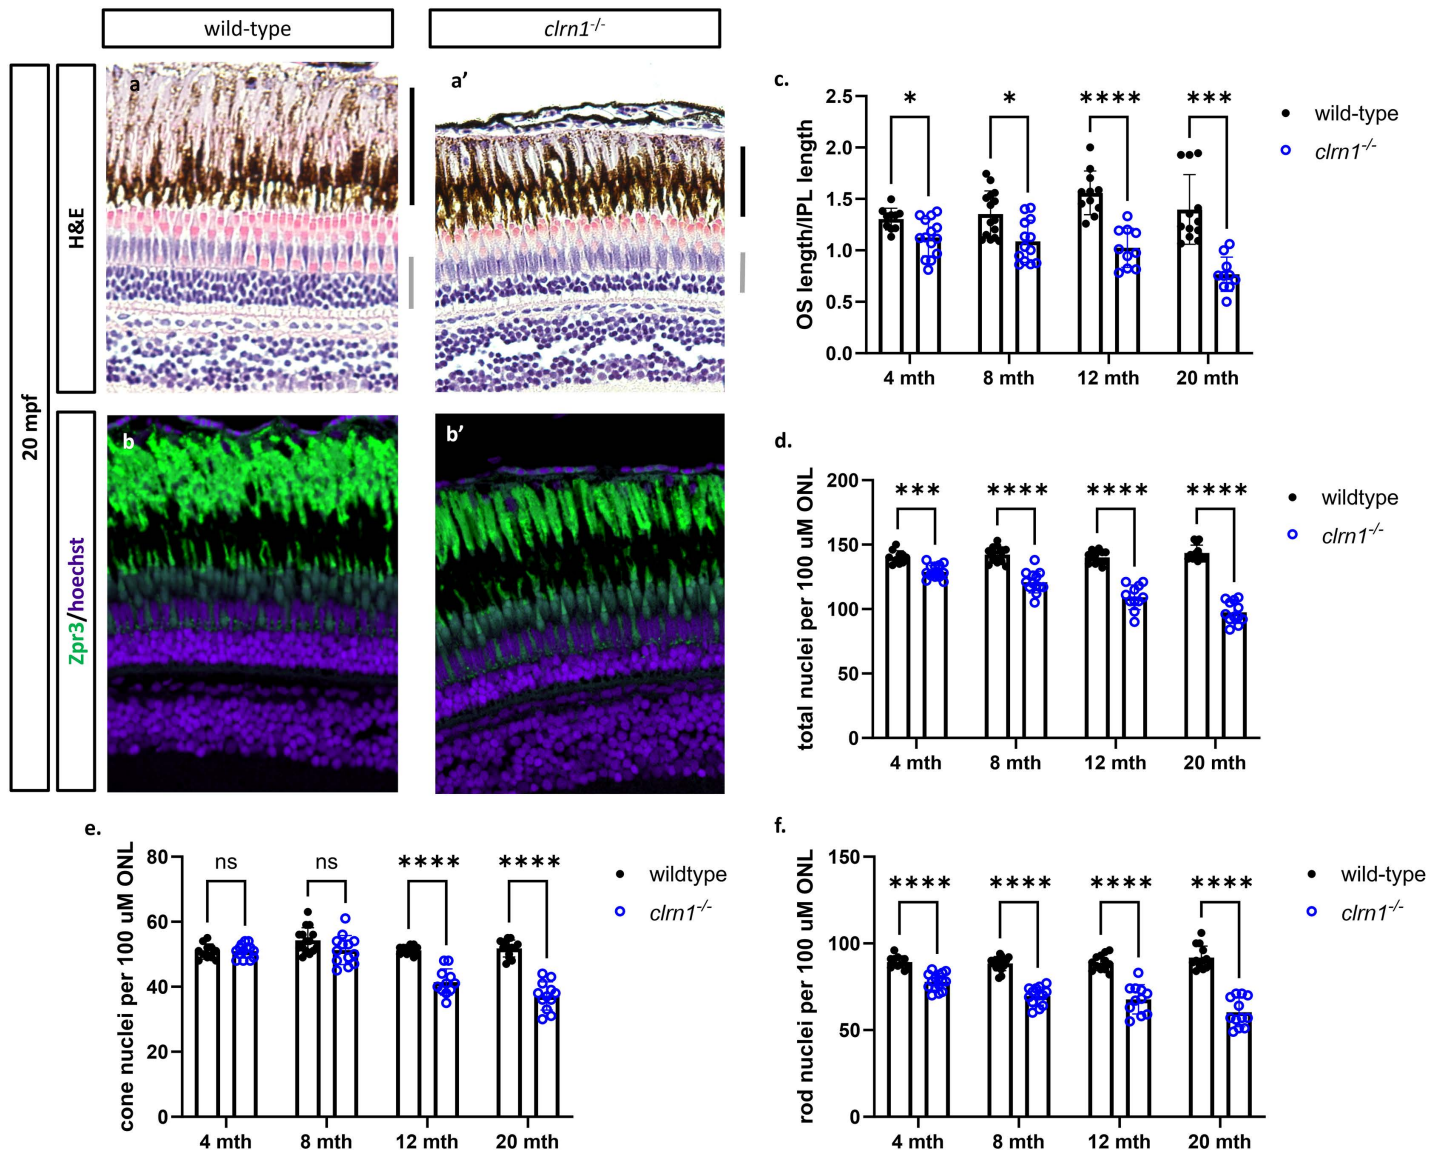 wild-type
clrn1-/-
20 mpf
H&E
a
a’
Zpr3/hoechst
b
b’
c.
OS length/IPL length
2.5
2.0
1.5
1.0
0.5
0.0
* * **** ***
4 mth 8 mth 12 mth 20 mth
wild-type
clrn1-/-
d.
total nuclei per 100 uM ONL
200
150
100
50
0
*** **** **** ****
4 mth 8 mth 12 mth 20 mth
wildtype
clrn1-/-
e.
cone nuclei per 100 uM ONL
80
60
40
20
0
ns ns **** ****
4 mth 8 mth 12 mth 20 mth
wildtype
clrn1-/-
f.
rod nuclei per 100 uM ONL
150
100
50
0
**** **** **** ****
4 mth 8 mth 12 mth 20 mth
wild-type
clrn1-/-